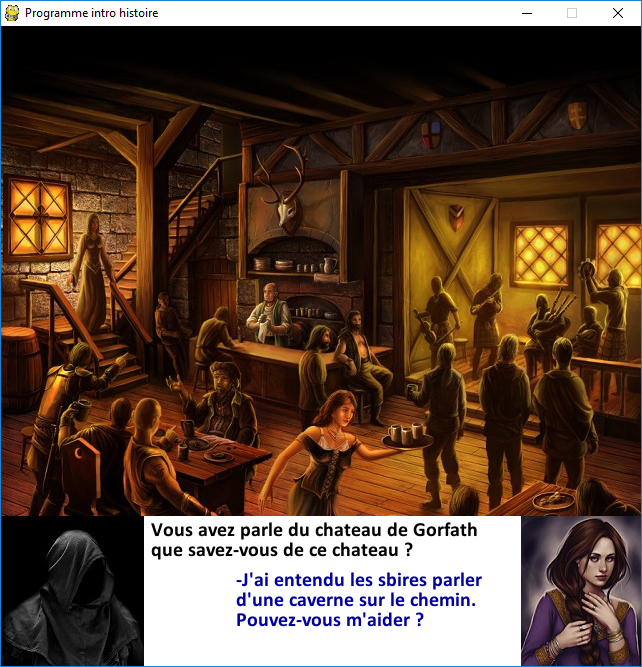 Programme intro histoire
Vous avez parle du chateau de Gorfath
que savez-vous de ce chateau ?
-J'ai entendu les sbires parler
d'une caverne sur le chemin.
Pouvez-vous m'aider ?